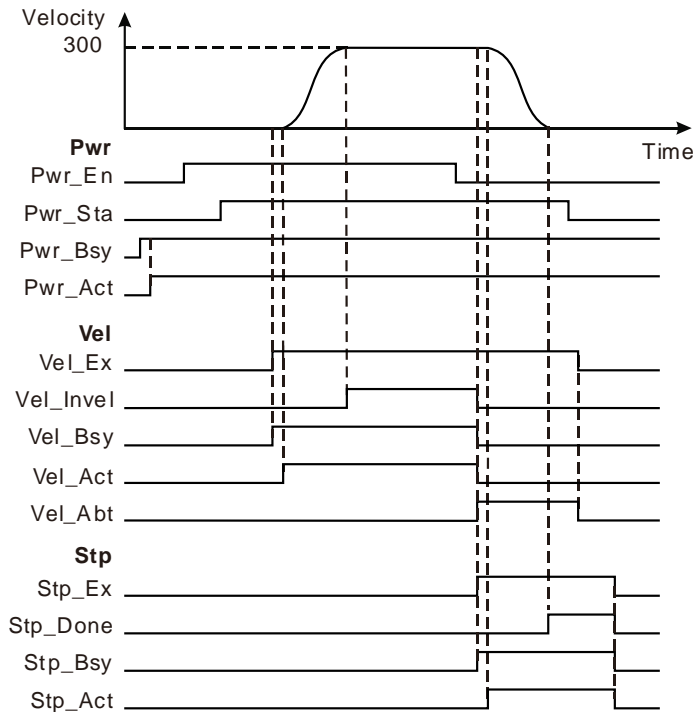 Velocity
300
Time
Pwr
Pwr_En
Pwr_Sta
Pwr_Bsy
Pwr_Act
Vel
Vel_Ex
Vel_Invel
Vel_Bsy
Vel_Act
Vel_Abt
Stp
Stp_Ex
Stp_Done
Stp_Bsy
Stp_Act